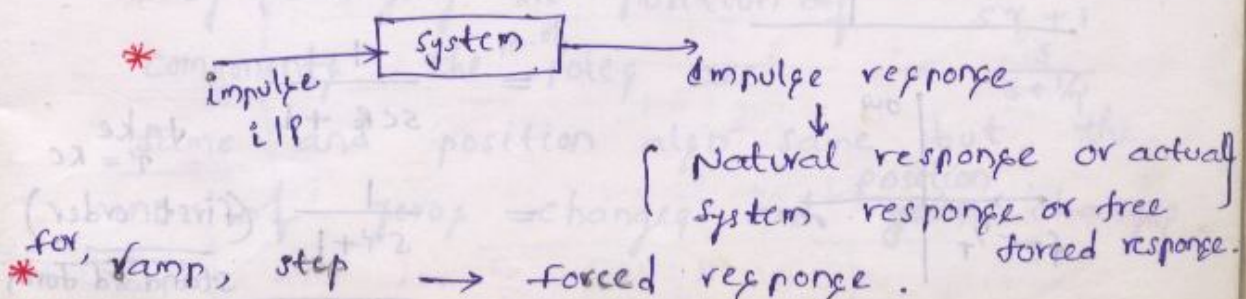 * impulse i/P → system → impulse response
↓
[ Natural response or actual
system response or free
forced response. ]
* for, ramp, step → forced response.